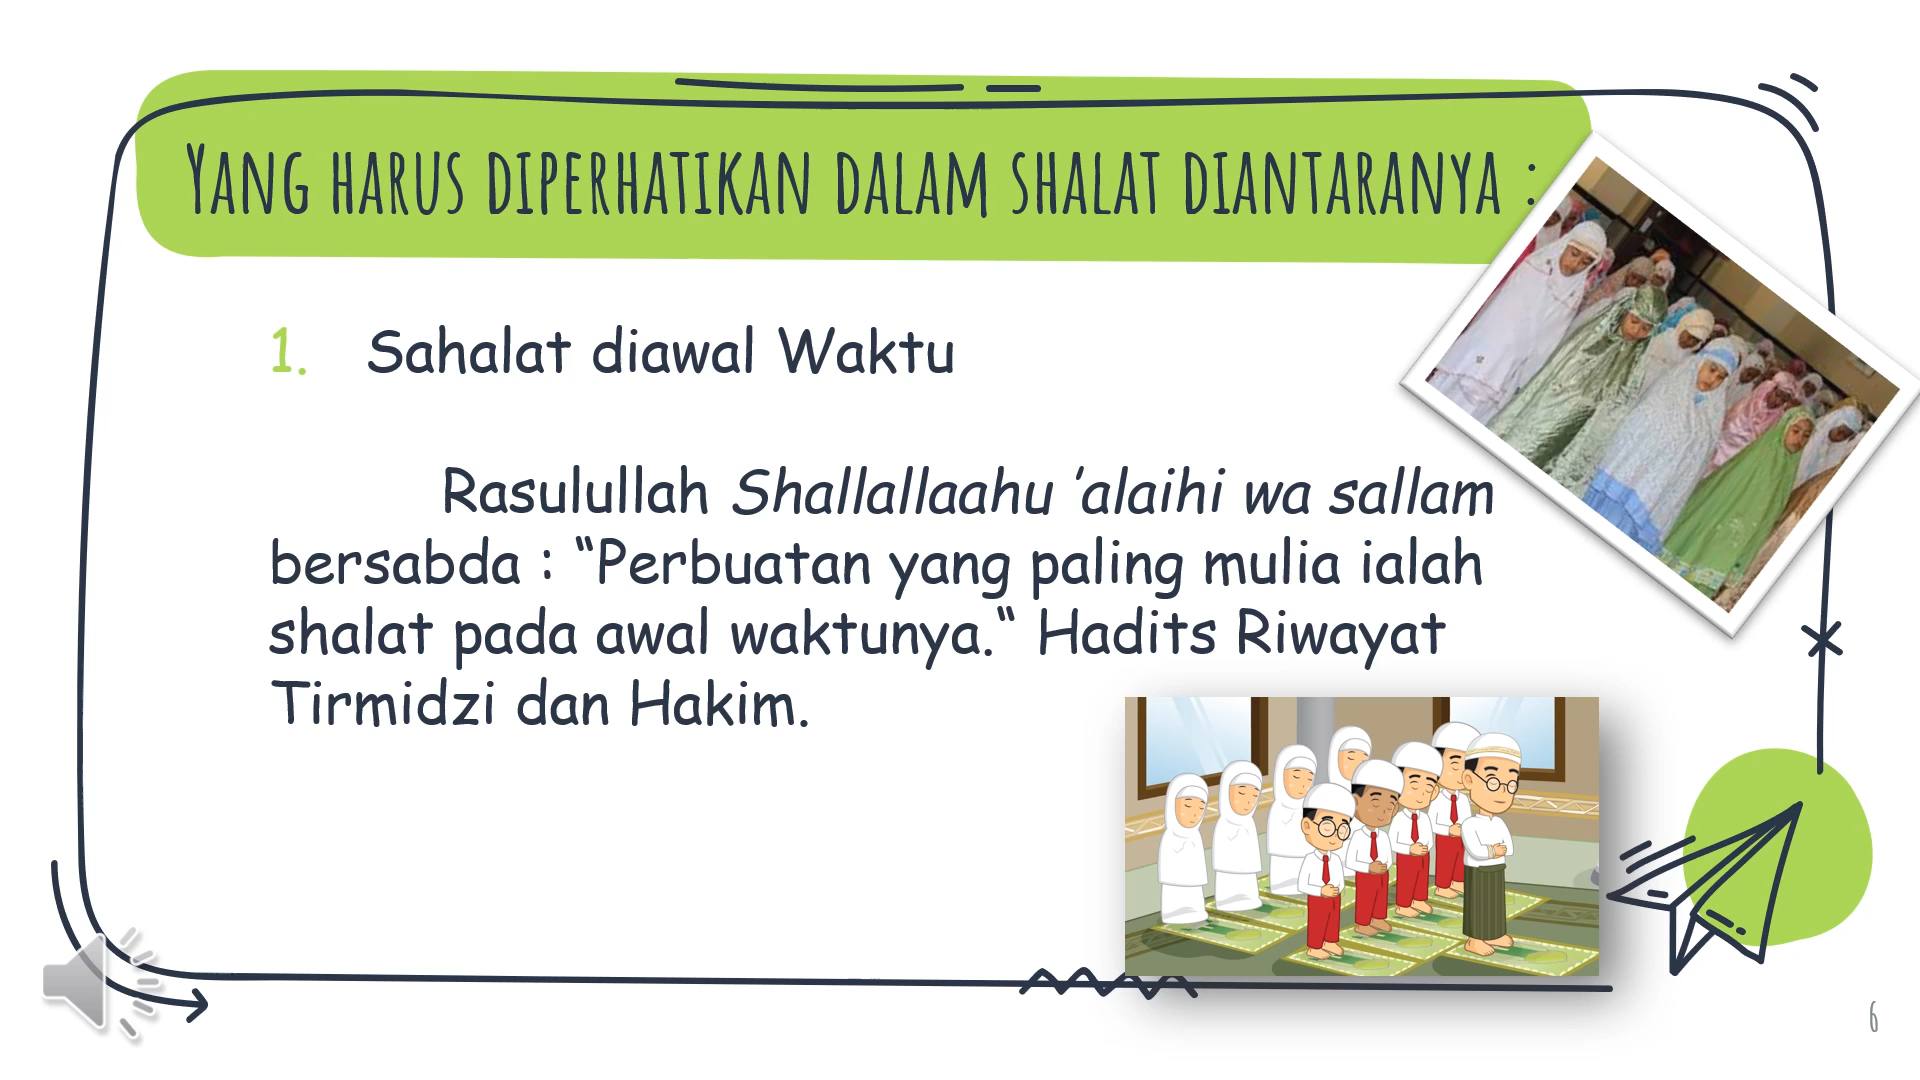 Yang harus diperhatikan dalam shalat diantaranya :
1. Sahalat diawal Waktu
Rasulullah Shallallaahu ’alaihi wa sallam
bersabda : “Perbuatan yang paling mulia ialah
shalat pada awal waktunya.“ Hadits Riwayat
Tirmidzi dan Hakim.
6